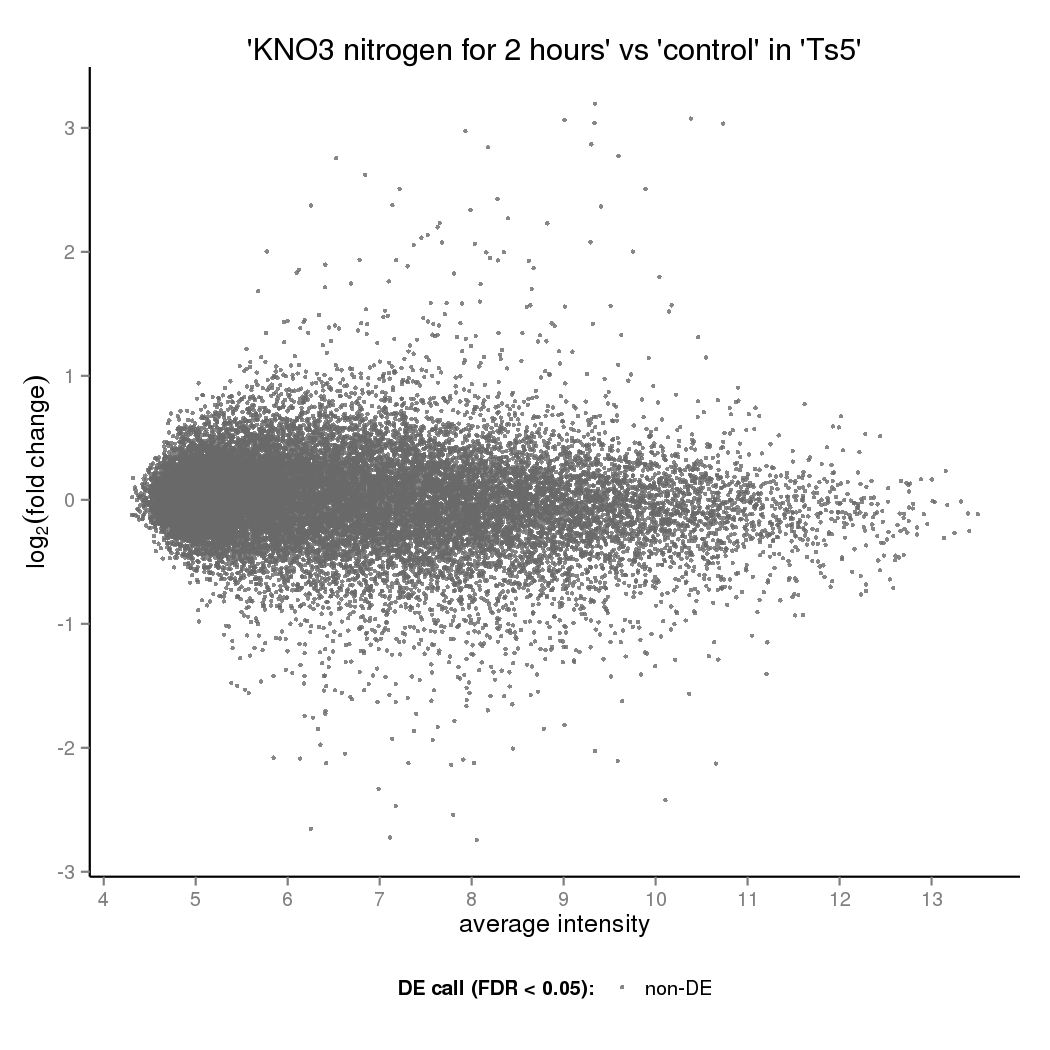 'KNO3 nitrogen for 2 hours' vs 'control' in 'Ts5'
log₂(fold change)
3
2
1
0
-1
-2
-3
4 5 6 7 8 9 10 11 12 13
average intensity
DE call (FDR < 0.05): non-DE